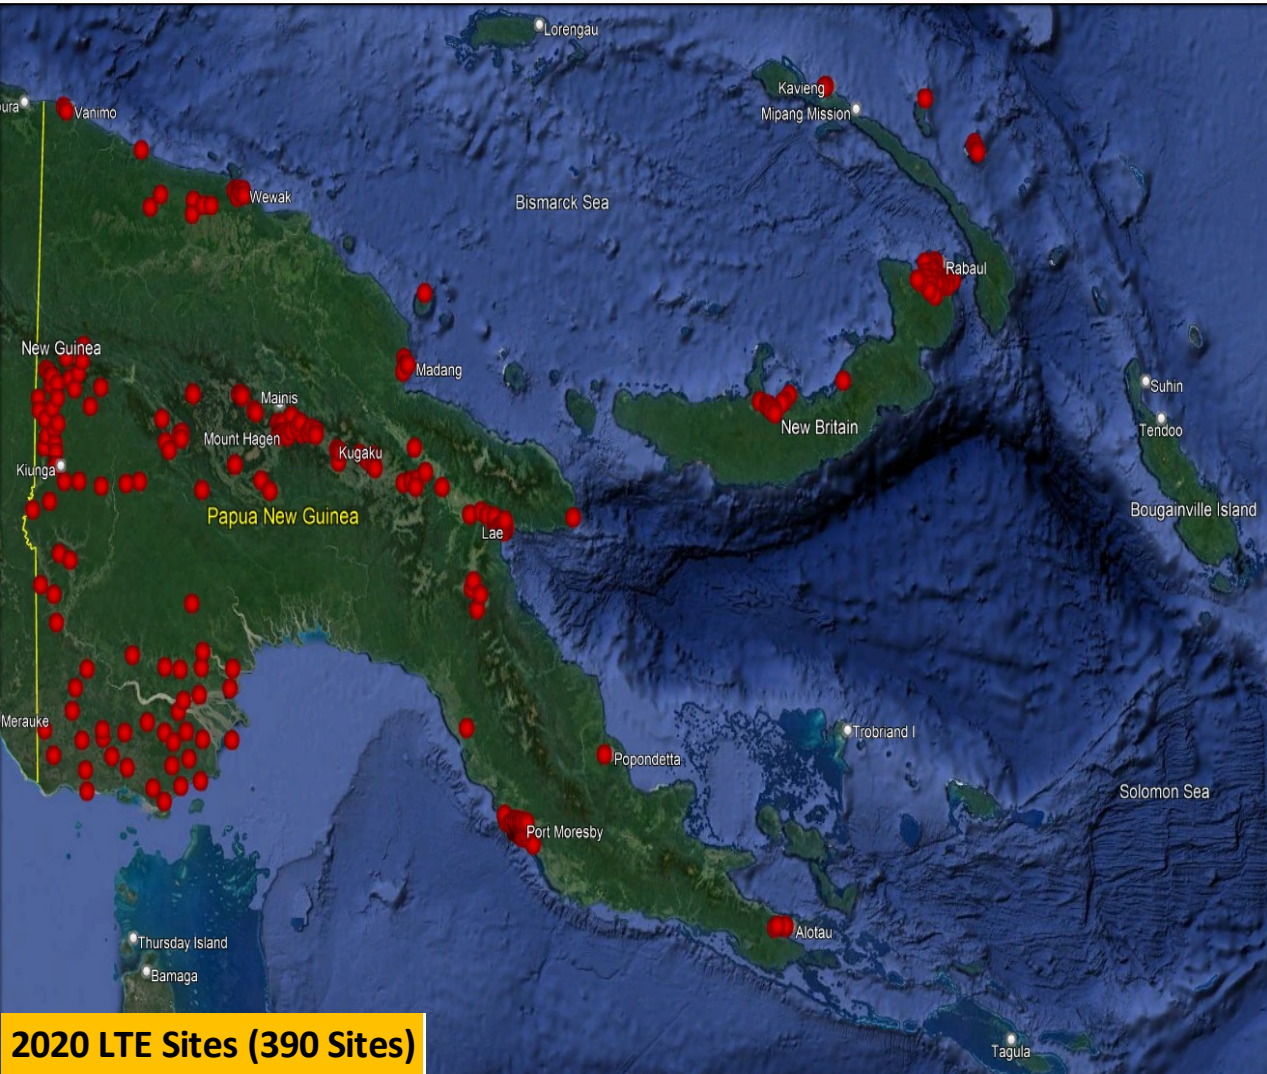 Lorengau
Kavieng
Mipang Mission
ura
Vanimo
Wewak
Bismarck Sea
Rabaul
New Guinea
Madang
Suhin
Mainis
Tendoo
New Britain
Mount Hagen
Kugaku
Kiunga
Bougainville Island
Papua New Guinea
Lae
Merauke
Trobriand I
Popondetta
Solomon Sea
Port Moresby
Alotau
Thursday Island
Bamaga
2020 LTE Sites (390 Sites)
Tagula